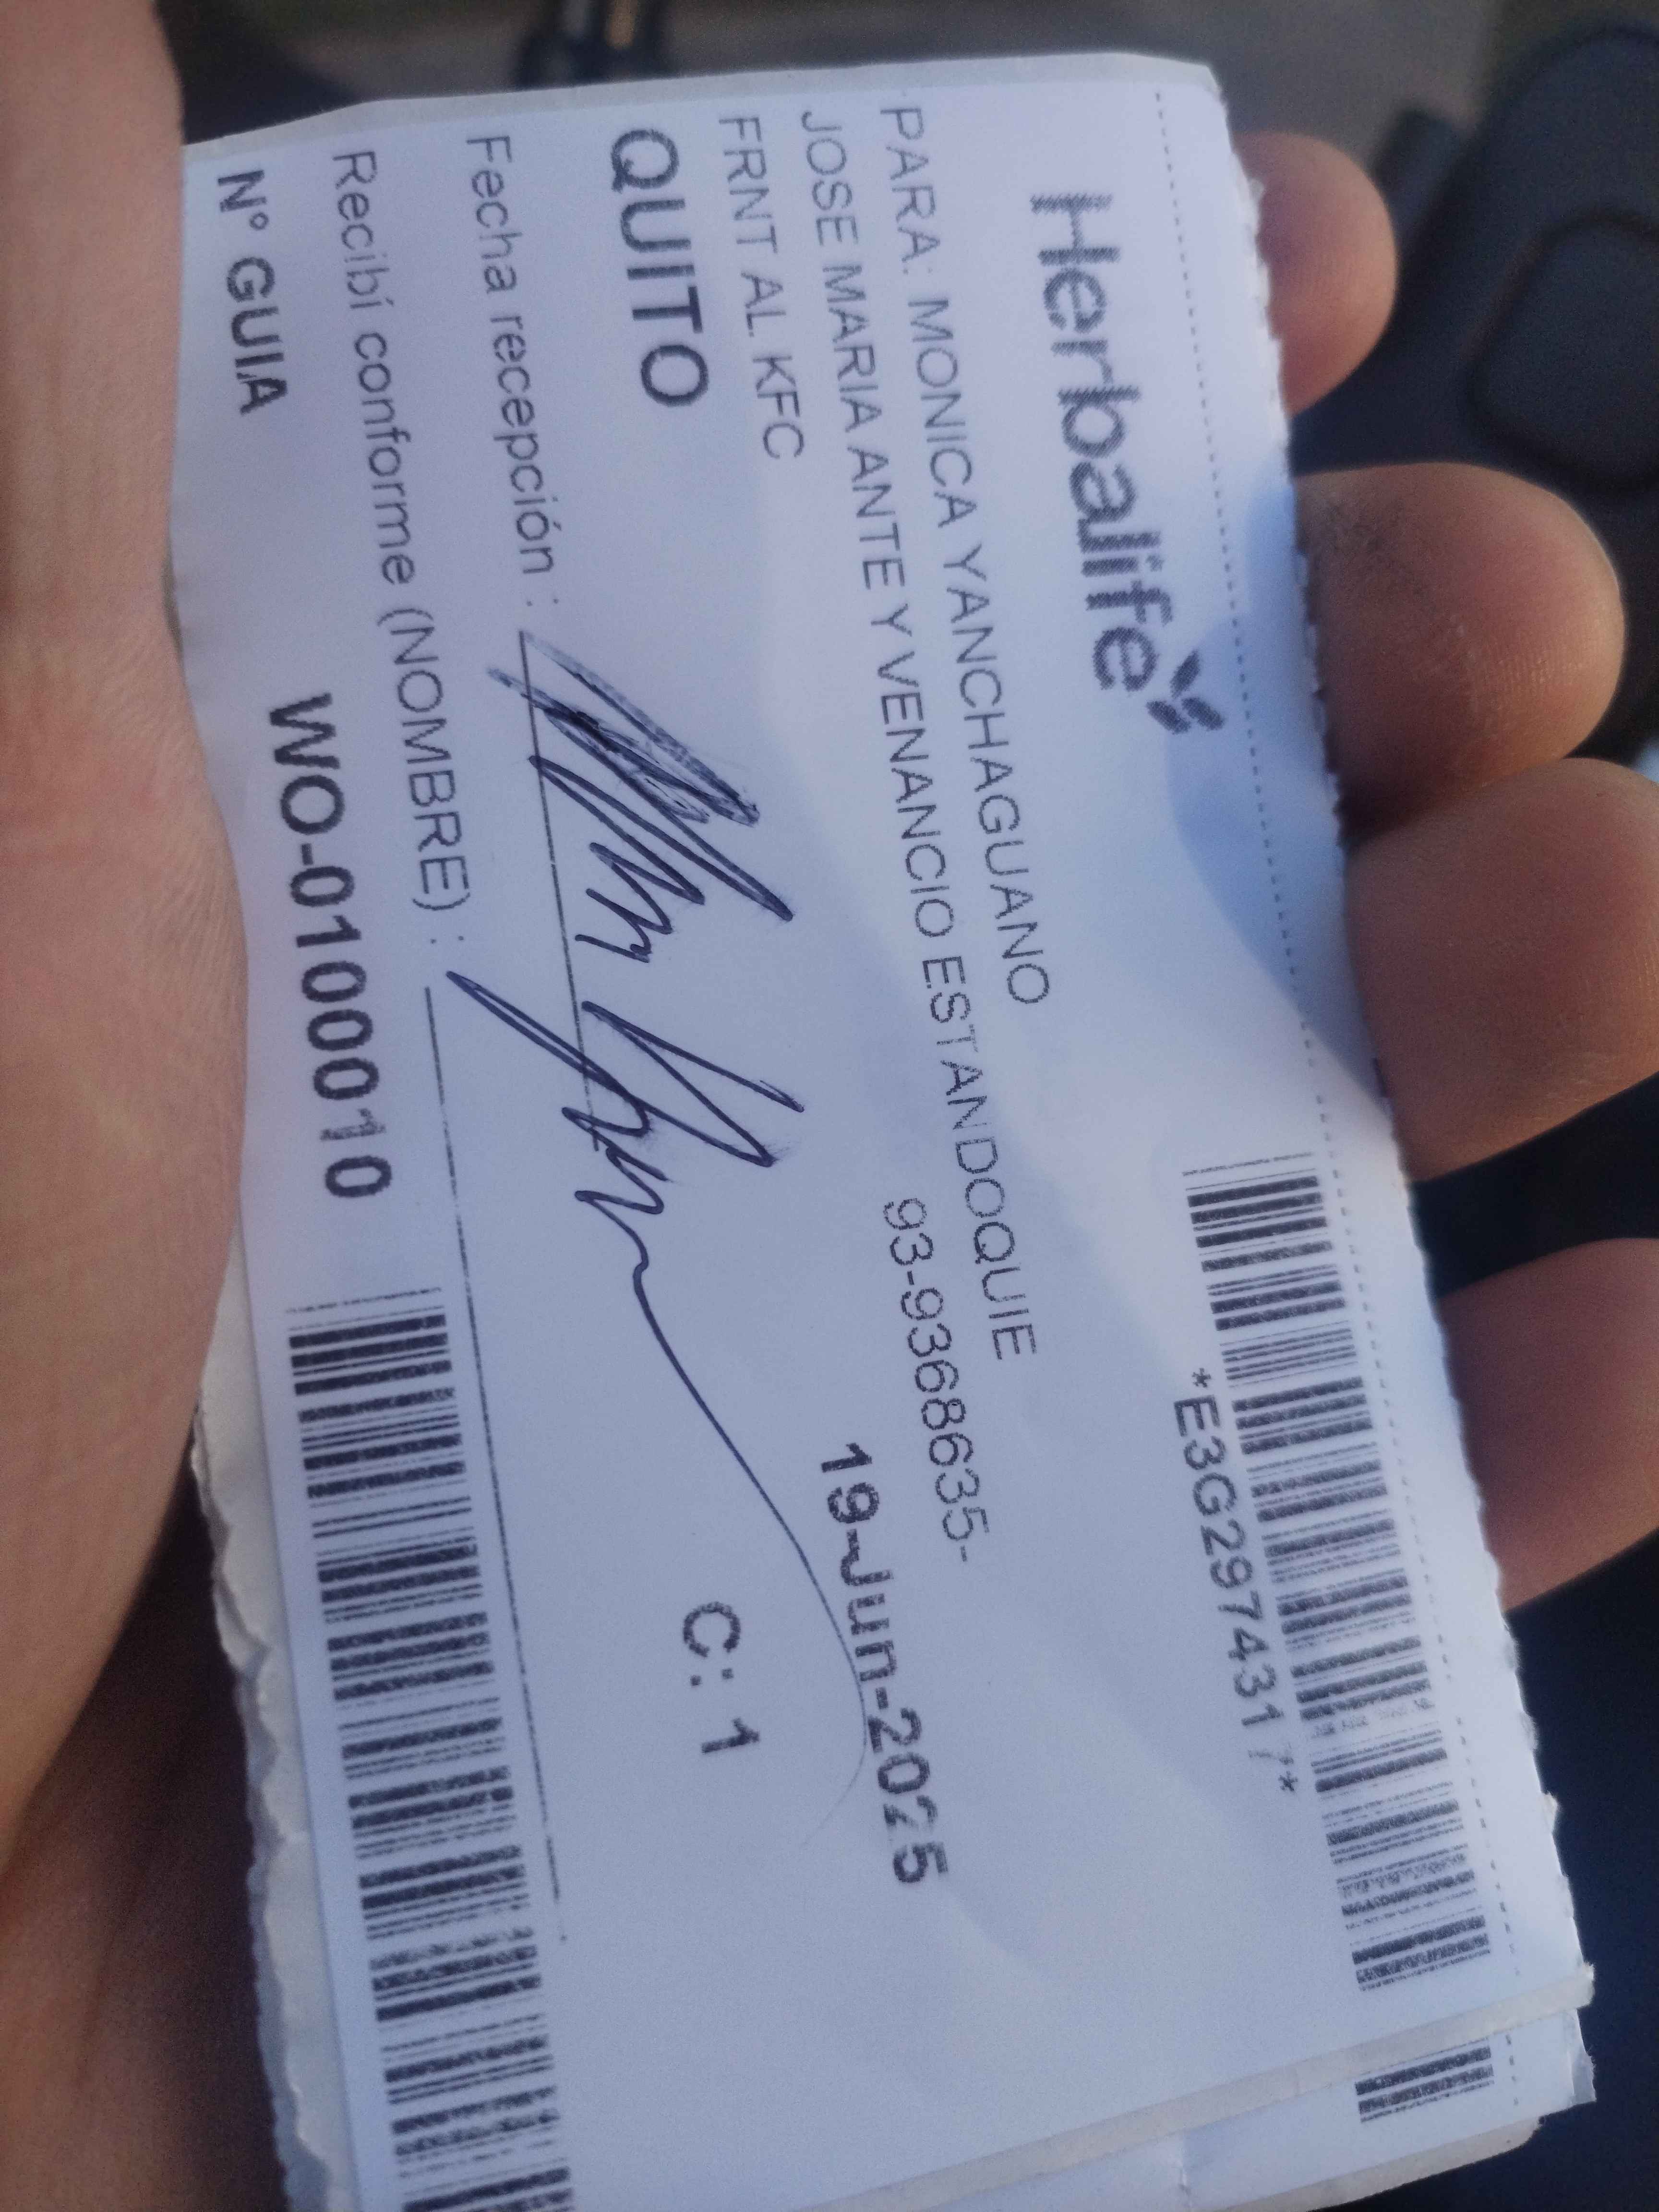 Herbalife
*E3G297431 7*
PARA: MONICA YANCHAGUANO
JOSE MARIA ANTE Y VENANCIO ESTANDOQUIE
FRNT AL KFC
93-9368635-
19-Jun-2025
QUITO
C: 1
Fecha recepción :
Recibí conforme (NOMBRE) :
N° GUIA
WO-0100010